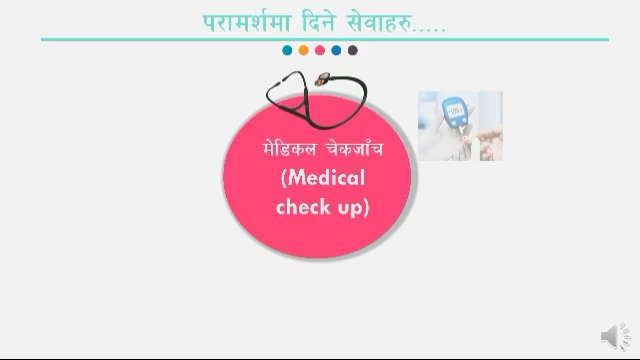 परामर्शमा दिने सेवाहरु.....
मेडिकल चेकजाँच
(Medical
check up)